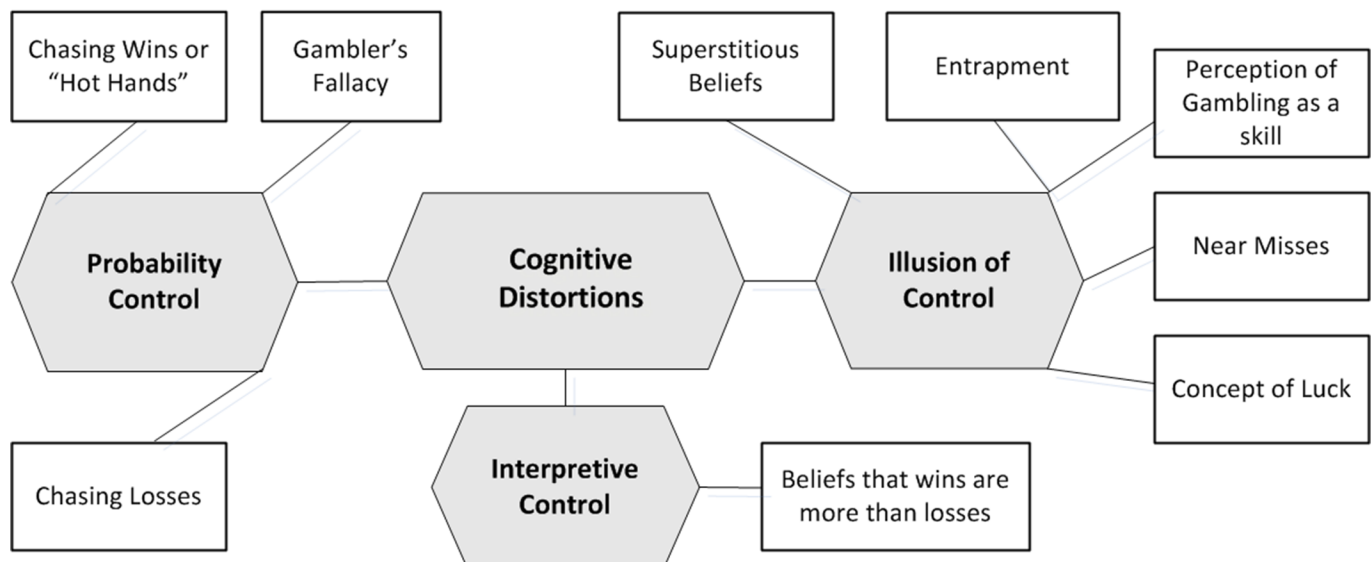 Chasing Wins or
“Hot Hands”
Gambler’s
Fallacy
Superstitious
Beliefs
Entrapment
Perception of
Gambling as a
skill
Probability
Control
Cognitive
Distortions
Illusion of
Control
Near Misses
Concept of Luck
Chasing Losses
Interpretive
Control
Beliefs that wins are
more than losses